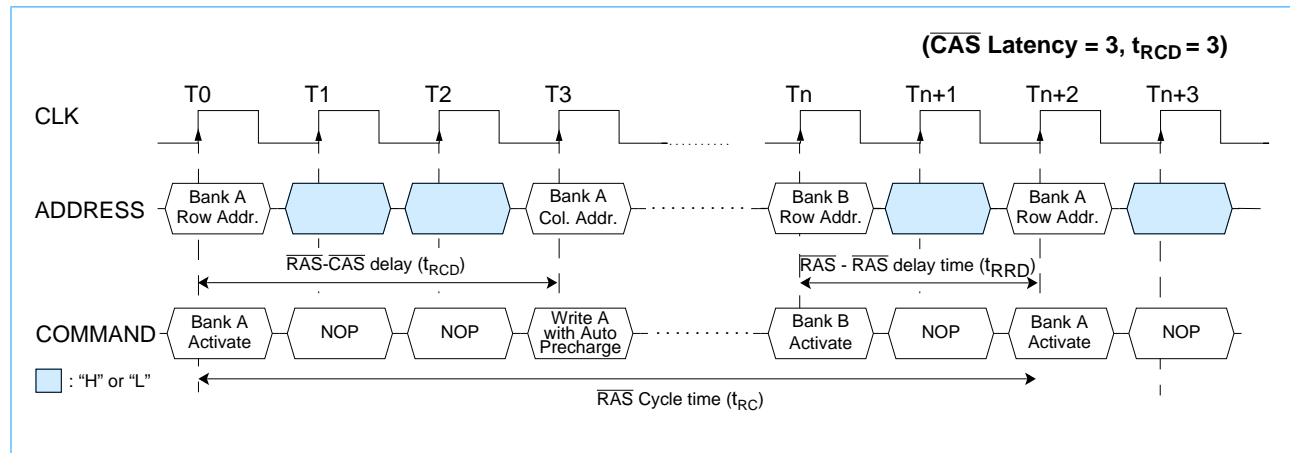 (CAS Latency = 3, tRCD = 3)
T0 T1 T2 T3 Tn Tn+1 Tn+2 Tn+3
CLK
ADDRESS
Bank A
Row Addr.
Bank A
Col. Addr.
Bank B
Row Addr.
Bank A
Row Addr.
RAS-CAS delay (tRCD)
RAS - RAS delay time (tRRD)
COMMAND
Bank A
Activate
NOP
NOP
Write A
with Auto
Precharge
Bank B
Activate
NOP
Bank A
Activate
NOP
: “H” or “L”
RAS Cycle time (tRC)